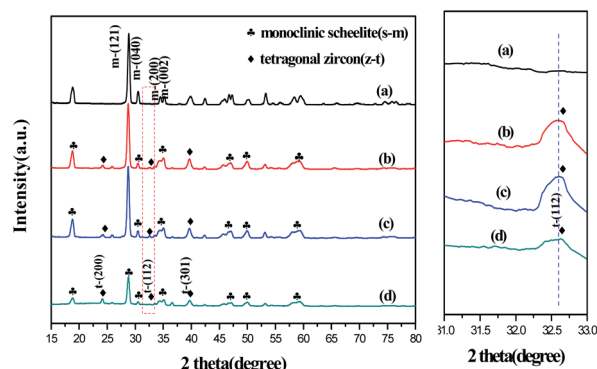 Intensity(a.u.)
♣ monoclinic scheelite(s-m)
♦ tetragonal zircon(z-t)
m-(121)
m-(040)
m-(200)
m-(002)
(a)
(b)
(c)
(d)
t-(200)
t-(112)
t-(301)
15 20 25 30 35 40 45 50 55 60 65 70 75 80
2 theta(degree)
(a)
(b)
(c)
(d)
t-(112)
31.0 31.5 32.0 32.5 33.0
2 theta(degree)